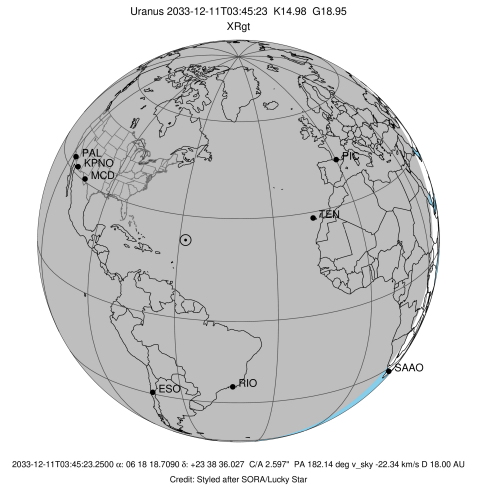 Uranus 2033-12-11T03:45:23 K14.98 G18.95
XRgt
PAL
KPNO
MCD
PIC
TEN
SAAO
ESO
RIO
2033-12-11T03:45:23.2500 α: 06 18 18.7090 δ: +23 38 36.027 C/A 2.597" PA 182.14 deg v_sky -22.34 km/s D 18.00 AU
Credit: Styled after SORA/Lucky Star